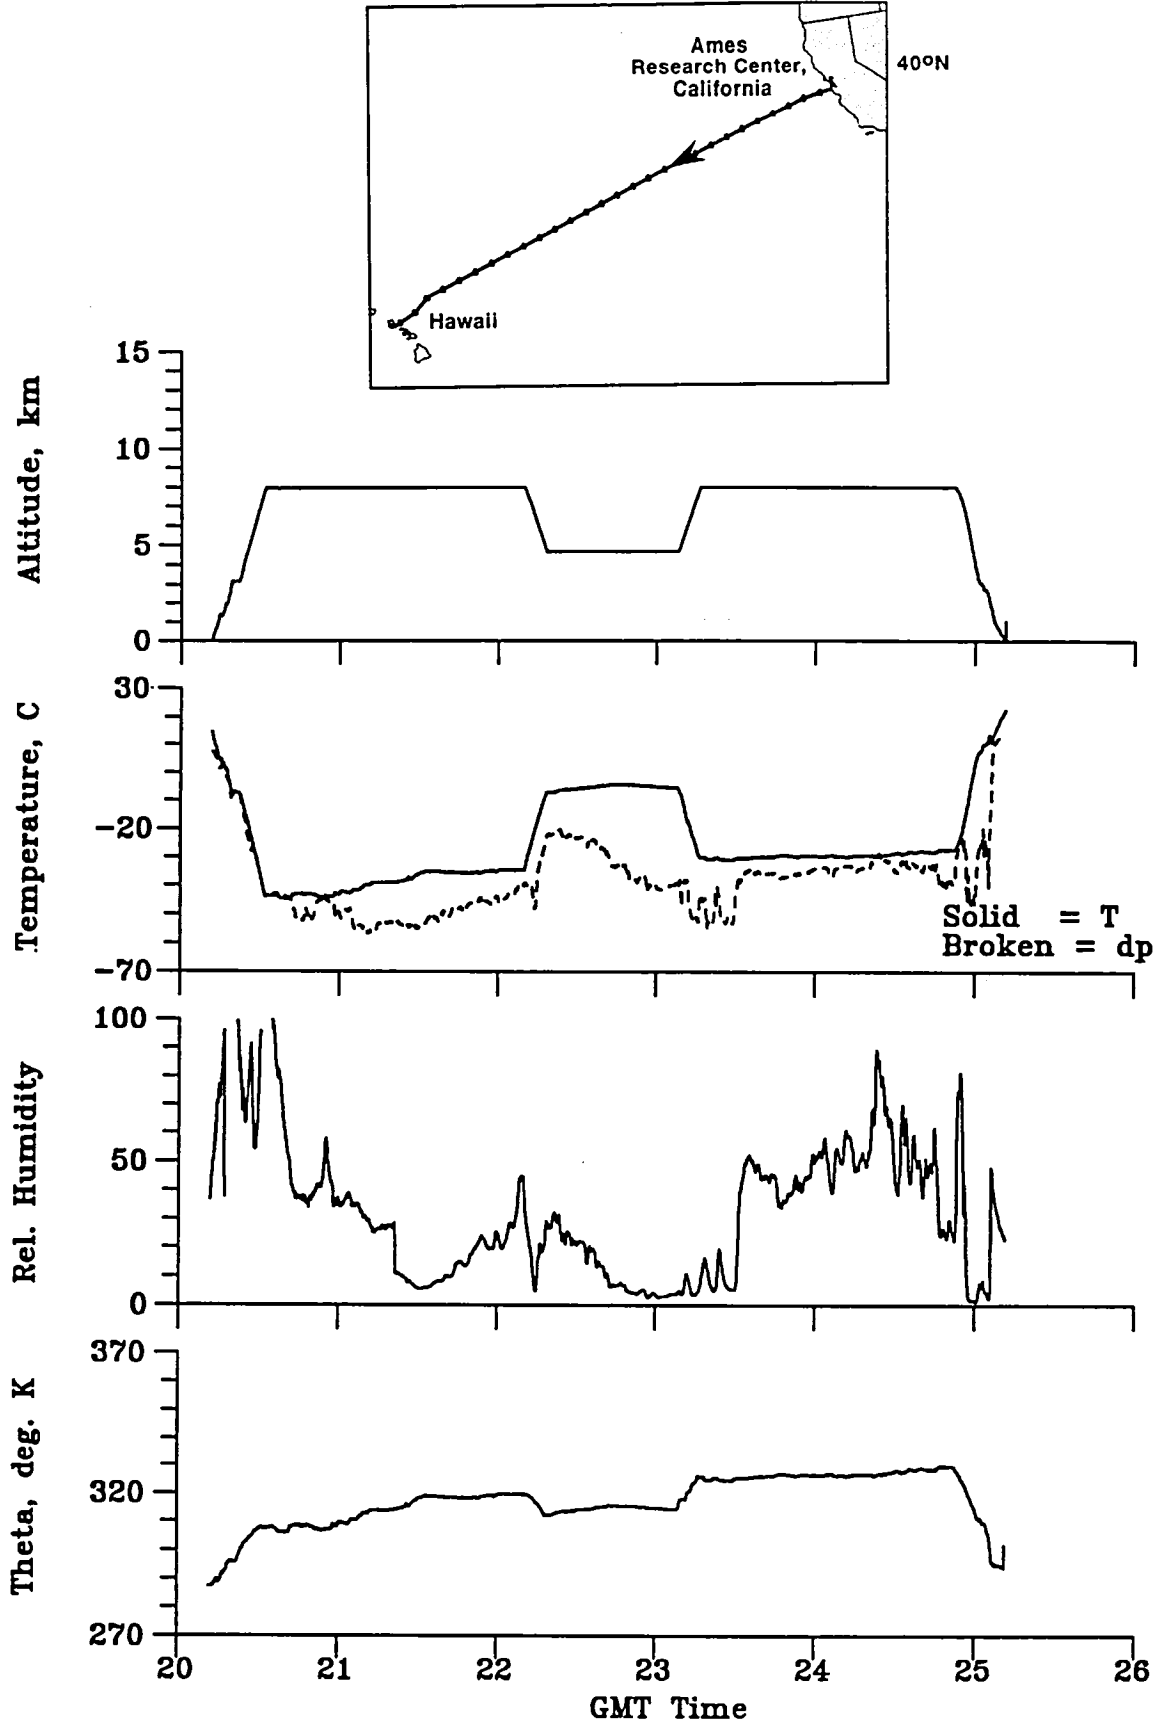 Ames
Research Center,
California
40ºN
Hawaii
15
10
5
0
Altitude, km
30
-20
-70
Temperature, C
Solid = T
Broken = dp
100
50
0
Rel. Humidity
370
320
270
Theta, deg. K
20 21 22 23 24 25 26
GMT Time